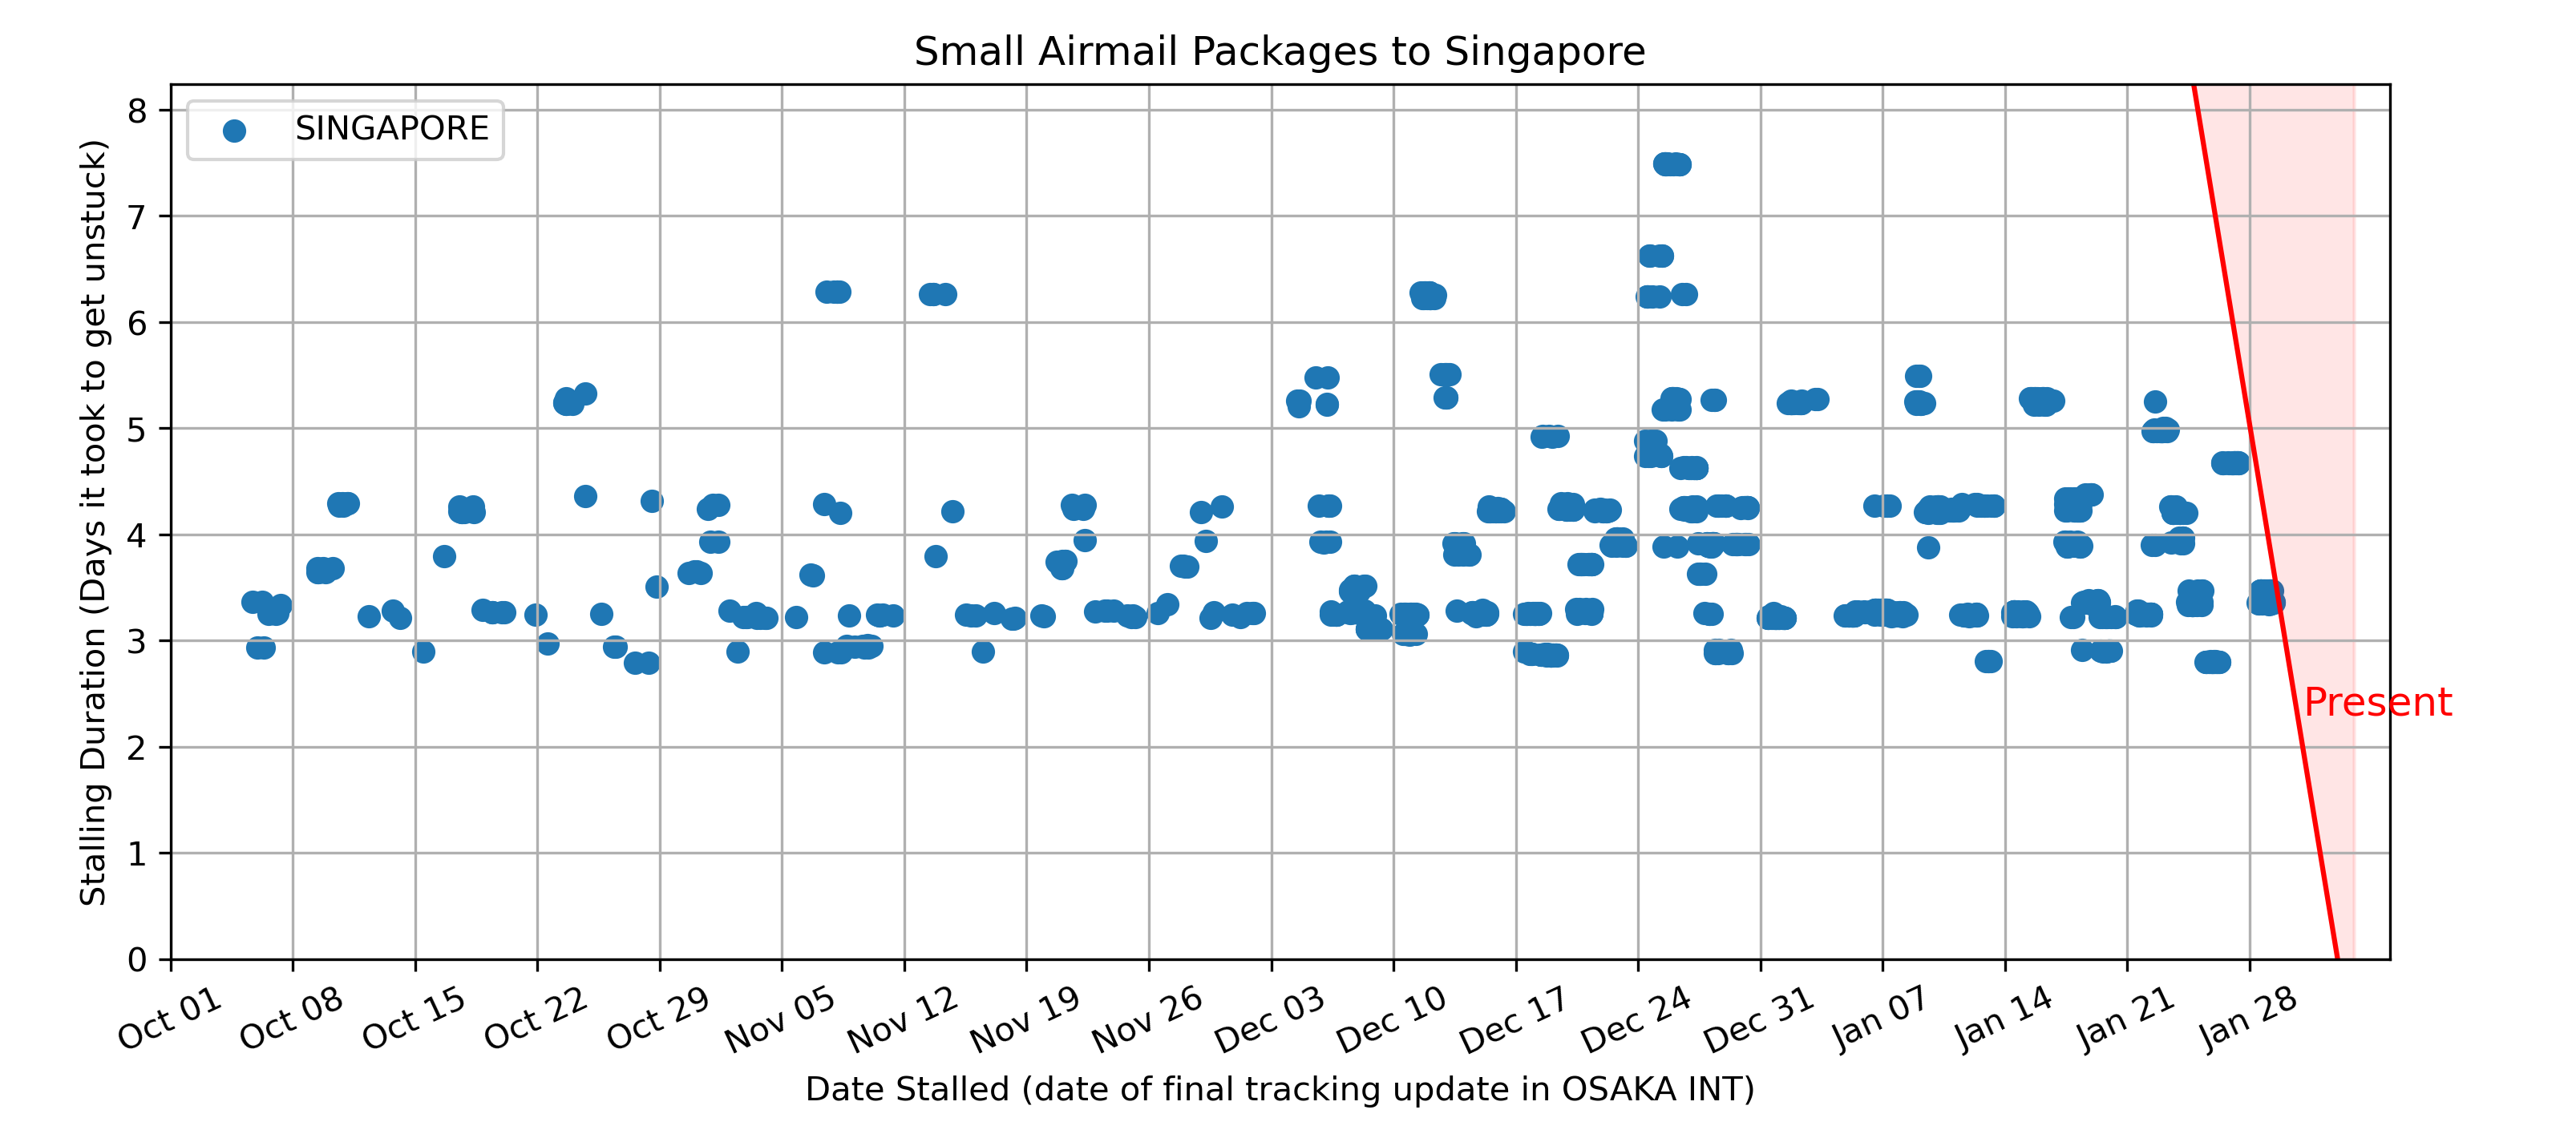 Small Airmail Packages to Singapore
SINGAPORE
Stalling Duration (Days it took to get unstuck)
8
7
6
5
4
3
2
1
0
Present
Oct 01
Oct 08
Oct 15
Oct 22
Oct 29
Nov 05
Nov 12
Nov 19
Nov 26
Dec 03
Dec 10
Dec 17
Dec 24
Dec 31
Jan 07
Jan 14
Jan 21
Jan 28
Date Stalled (date of final tracking update in OSAKA INT)